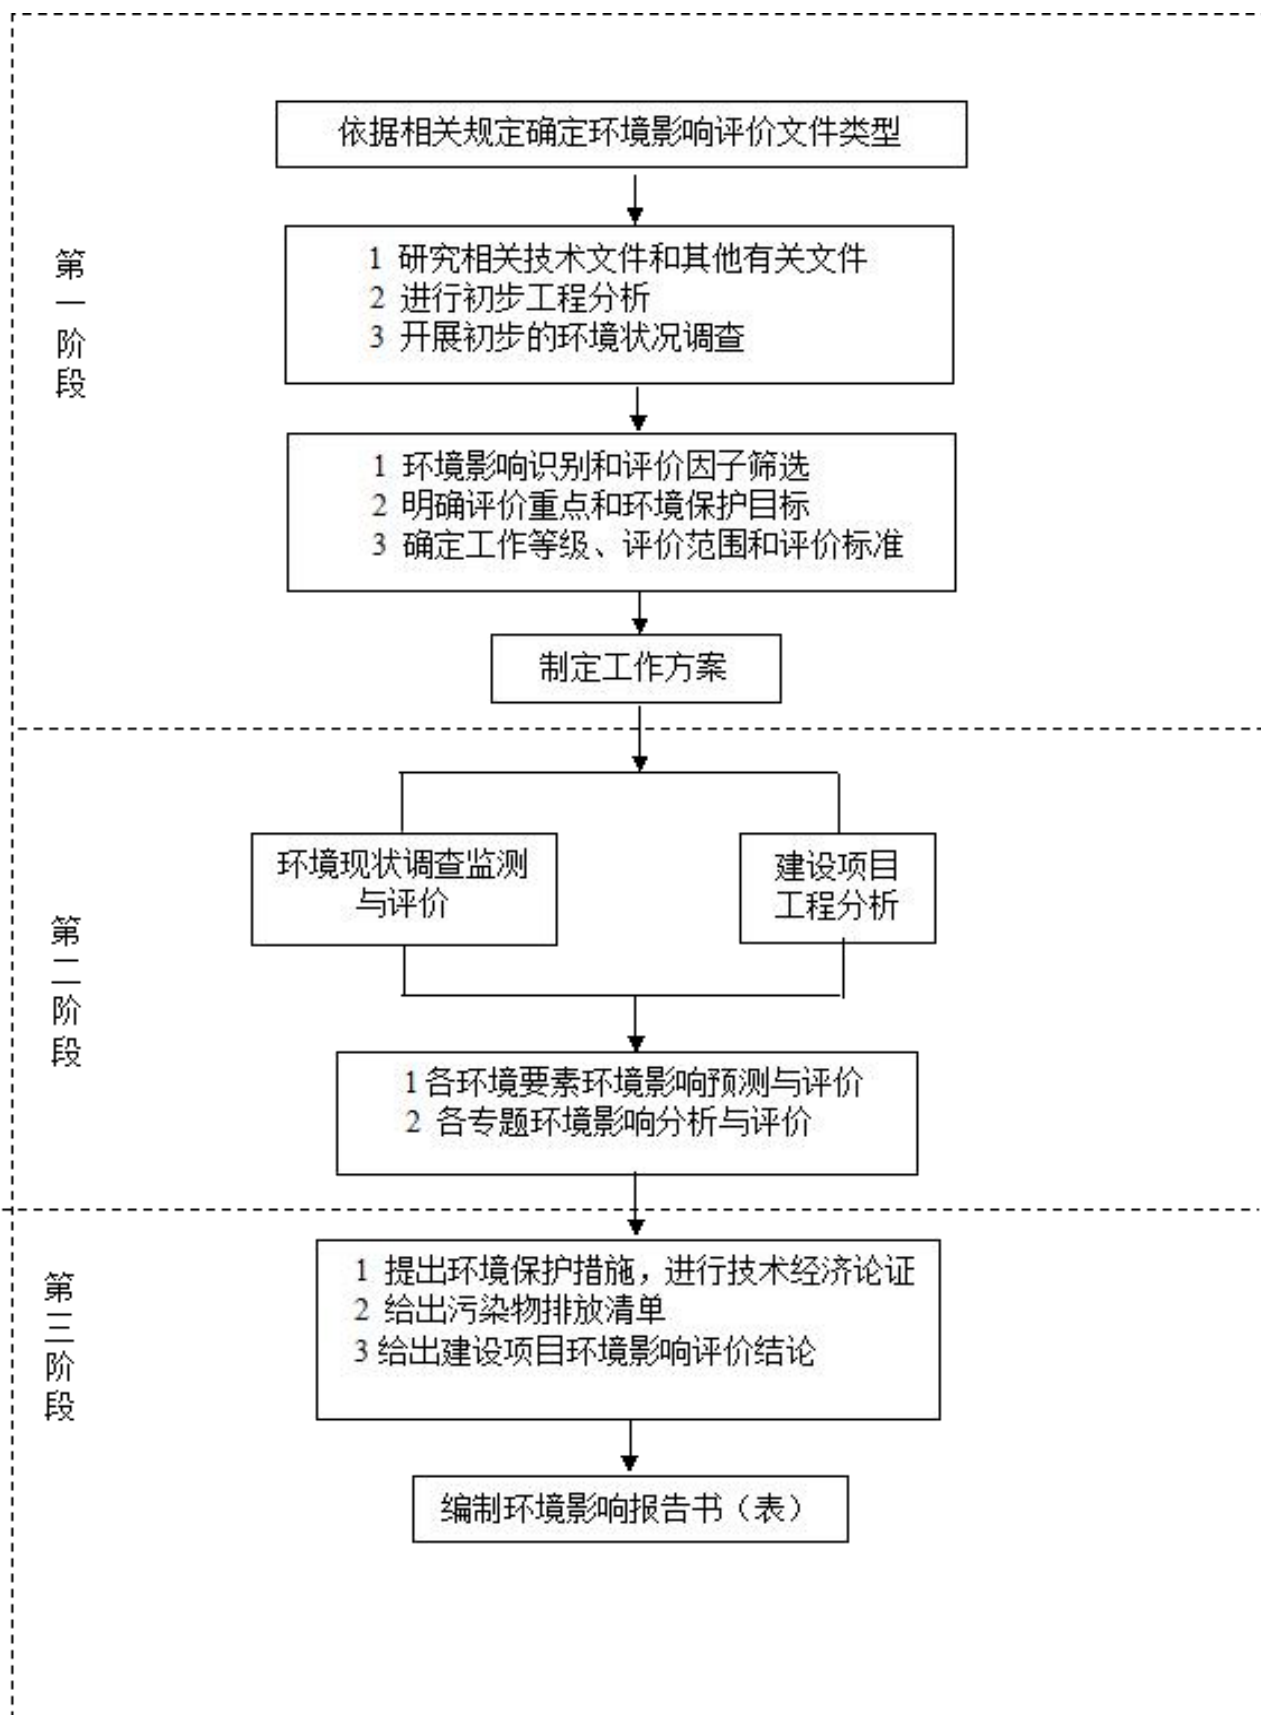 依据相关规定确定环境影响评价文件类型
第一阶段
1 研究相关技术文件和其他有关文件
2 进行初步工程分析
3 开展初步的环境状况调查
1 环境影响识别和评价因子筛选
2 明确评价重点和环境保护目标
3 确定工作等级、评价范围和评价标准
制定工作方案
第二阶段
环境现状调查监测
与评价
建设项目
工程分析
1 各环境要素环境影响预测与评价
2 各专题环境影响分析与评价
第三阶段
1 提出环境保护措施，进行技术经济论证
2 给出污染物排放清单
3 给出建设项目环境影响评价结论
编制环境影响报告书（表）